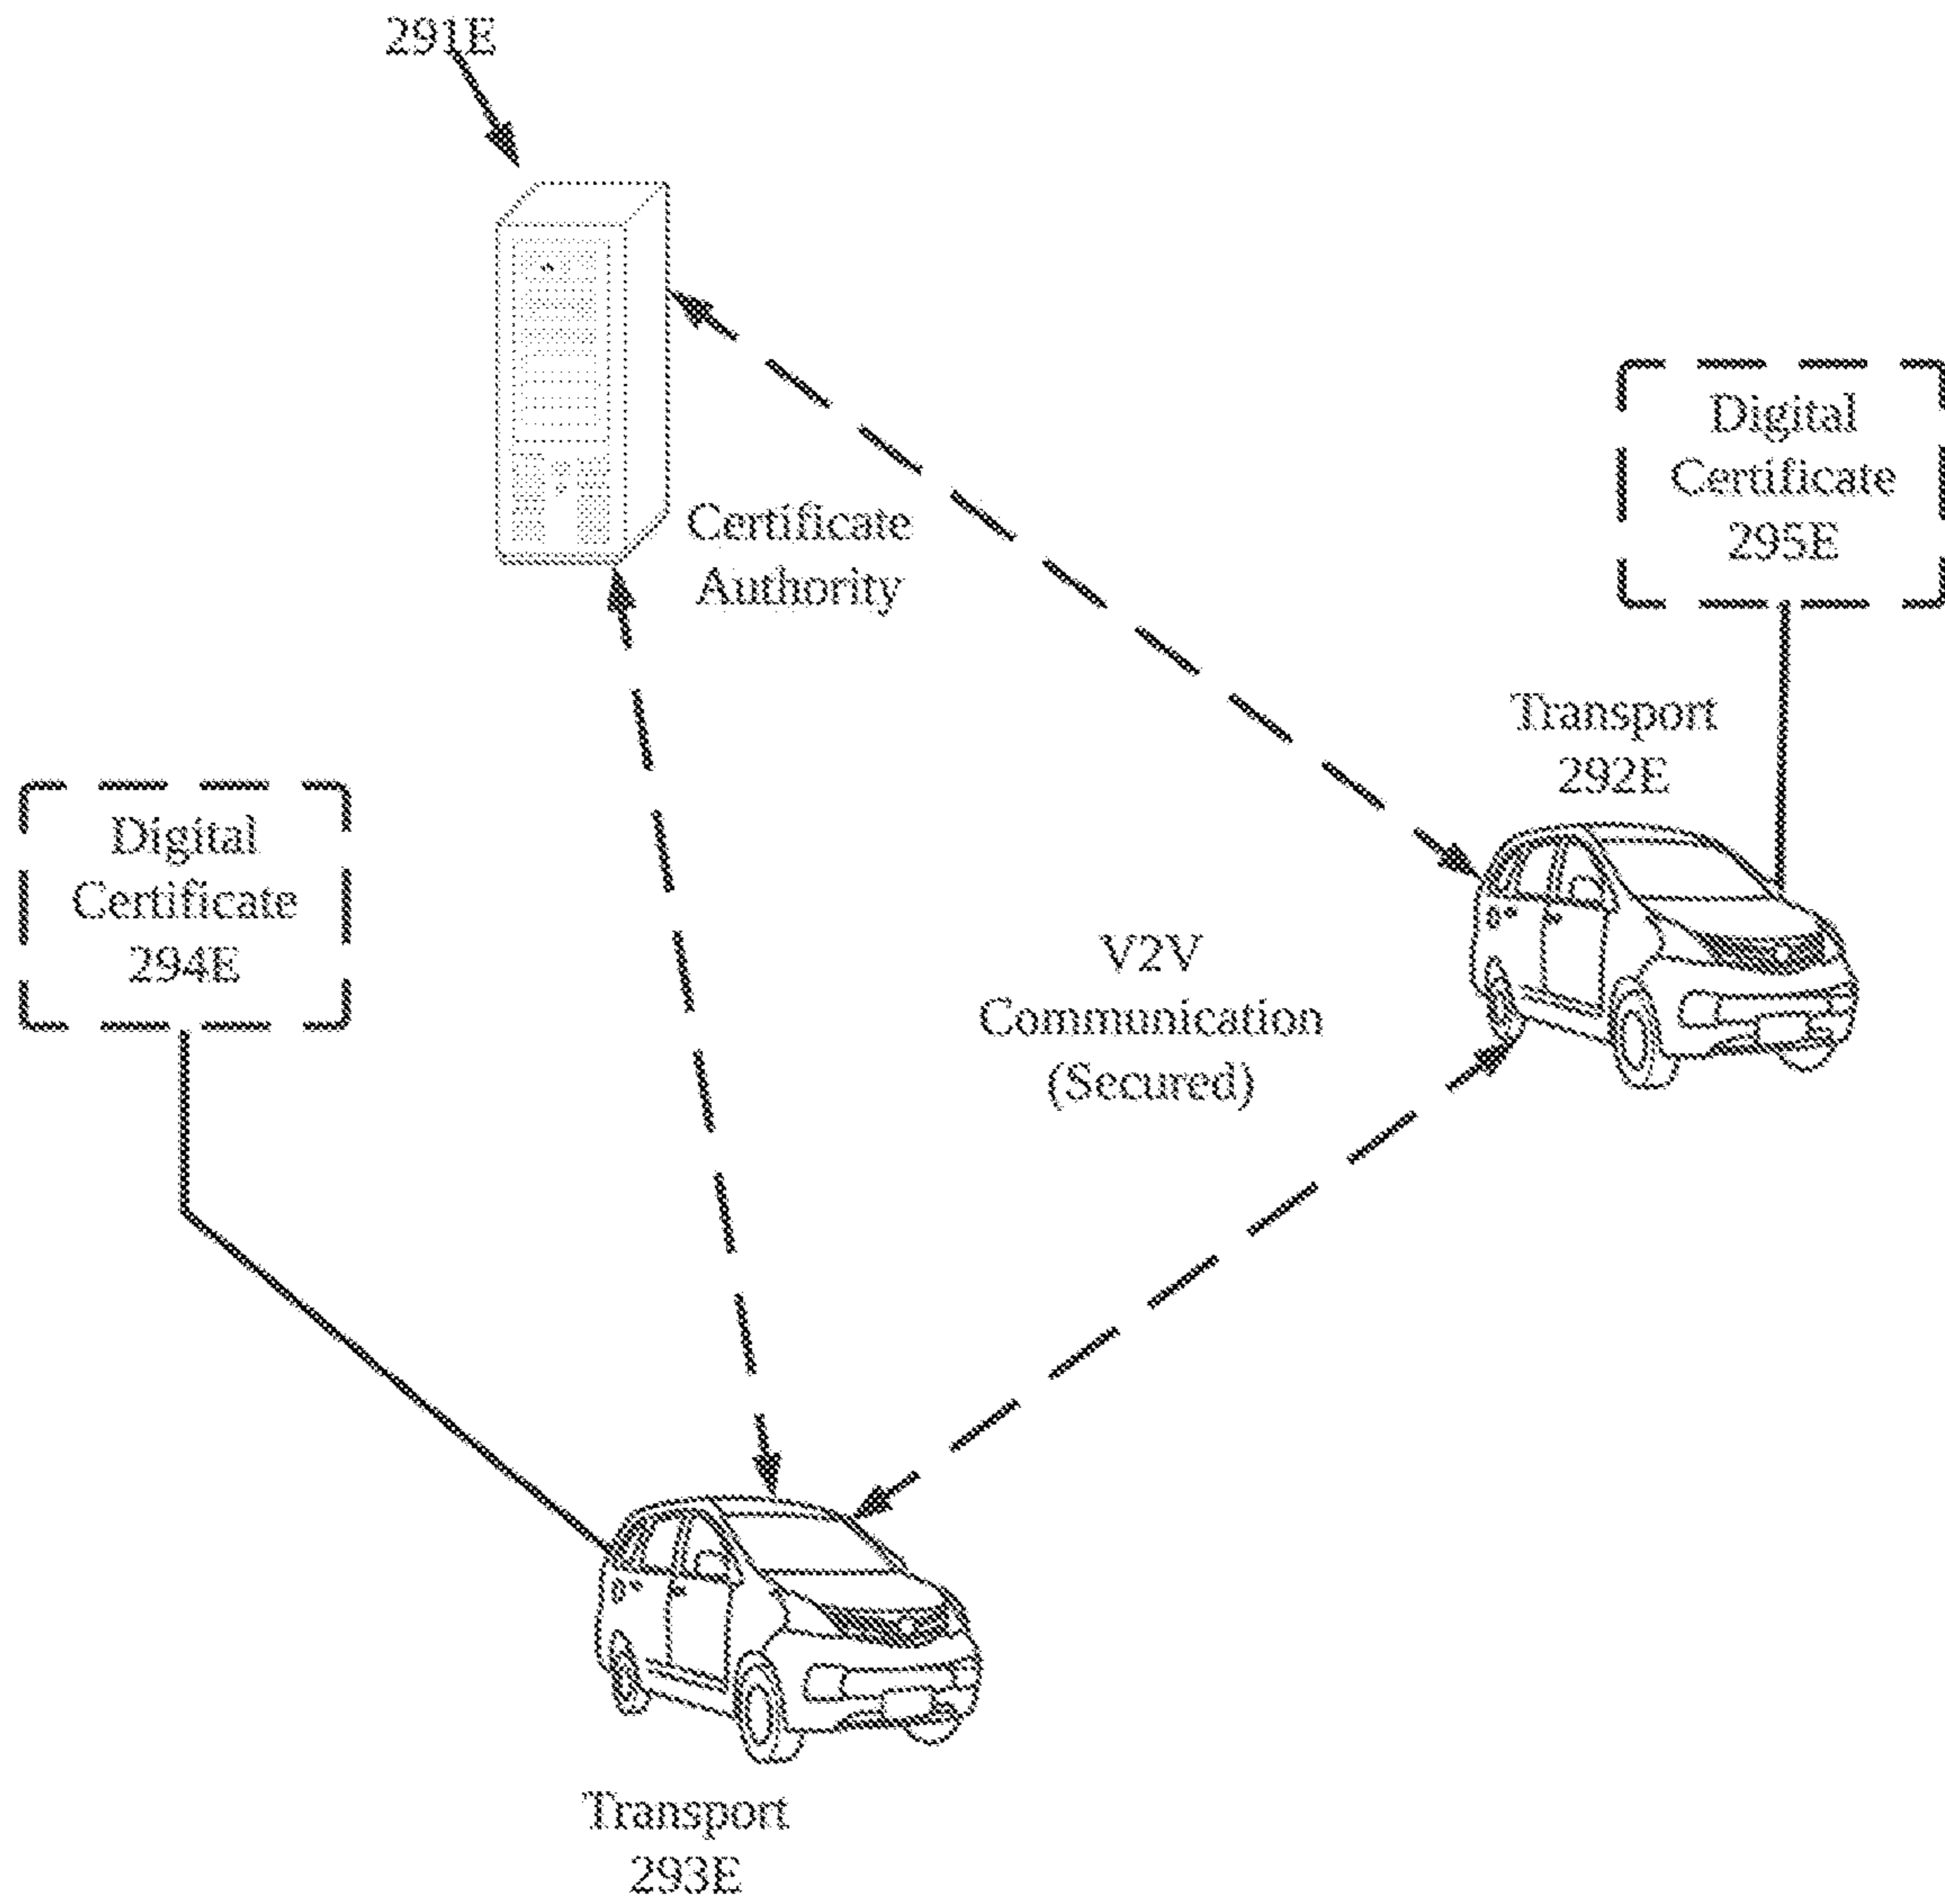 291E
Certificate
Authority
Digital
Certificate
295E
Transport
292E
Digital
Certificate
294E
V2V
Communication
(Secured)
Transport
293E